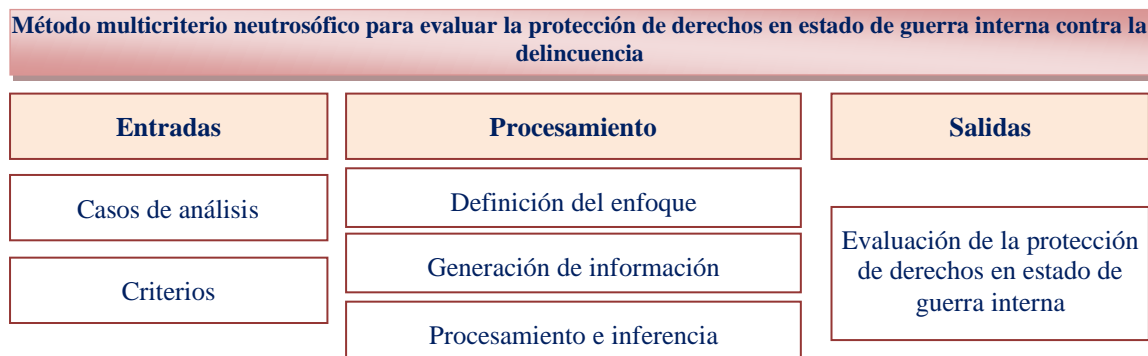 Método multicriterio neutrosófico para evaluar la protección de derechos en estado de guerra interna contra la
delincuencia
Entradas
Procesamiento
Salidas
Casos de análisis
Criterios
Definición del enfoque
Generación de información
Procesamiento e inferencia
Evaluación de la protección
de derechos en estado de
guerra interna